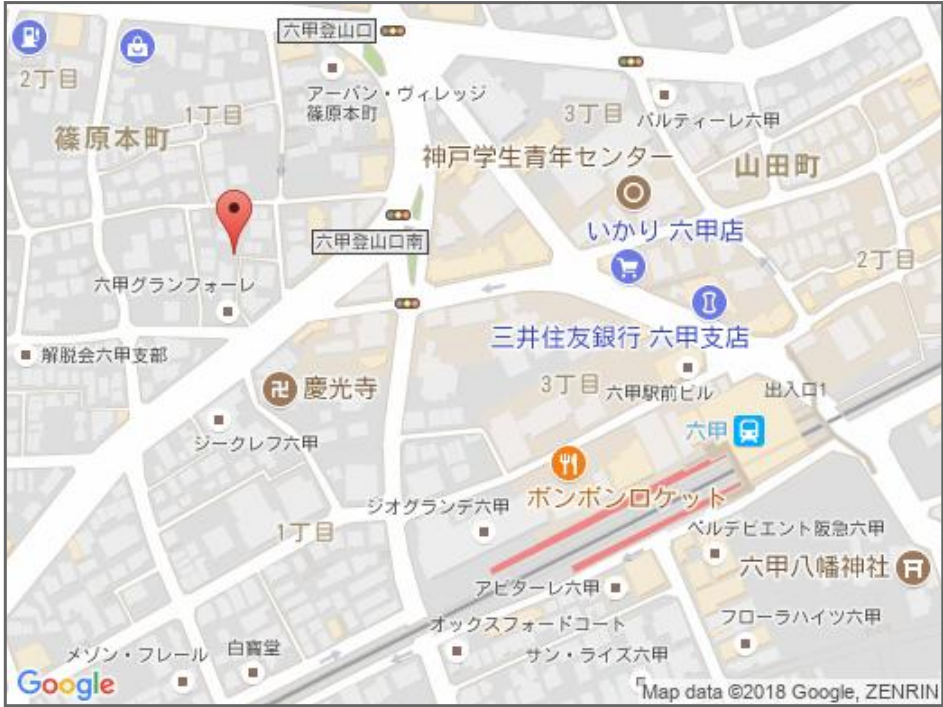 六甲登山口
2丁目
アーバン・ヴィレッジ
篠原本町
1丁目
3丁目
バルティーレ六甲
篠原本町
神戸学生青年センター
山田町
いかり 六甲店
六甲登山口南
2丁目
六甲グランフォーレ
三井住友銀行 六甲支店
解脱会六甲支部
慶光寺
3丁目
六甲駅前ビル
出入口1
ジークレフ六甲
六甲
ボンボンロケット
ジオグランデ六甲
1丁目
ベルデビエント阪急六甲
六甲八幡神社
アビターレ六甲
オックスフォードコート
フローラハイツ六甲
メゾン・フレール
白寶堂
サン・ライズ六甲
Google
Map data ©2018 Google, ZENRIN